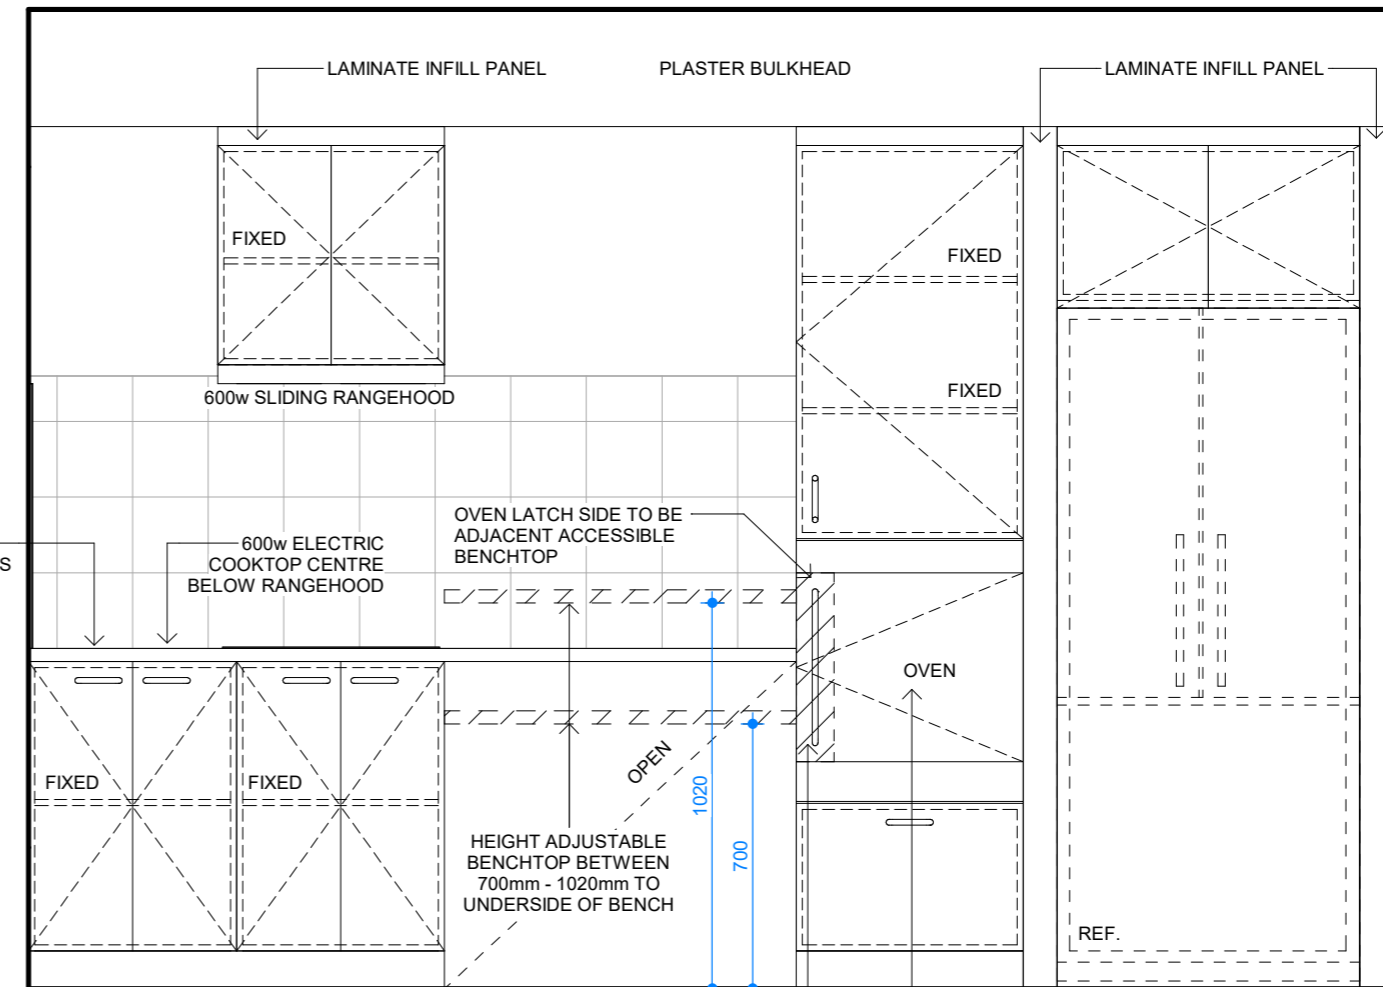 LAMINATE INFILL PANEL
PLASTER BULKHEAD
LAMINATE INFILL PANEL
FIXED
FIXED
FIXED
600w SLIDING RANGEHOOD
OVEN LATCH SIDE TO BE
ADJACENT ACCESSIBLE
BENCHTOP
S
600w ELECTRIC
COOKTOP CENTRE
BELOW RANGEHOOD
OVEN
OPEN
FIXED
FIXED
1020
700
HEIGHT ADJUSTABLE
BENCHTOP BETWEEN
700mm - 1020mm TO
UNDERSIDE OF BENCH
REF.